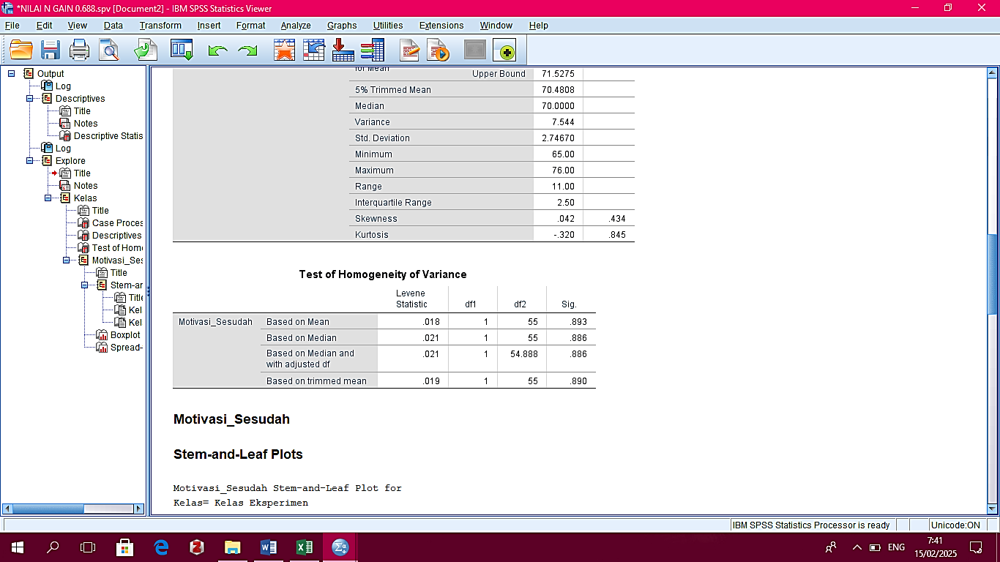 *NILAI N GAIN 0.688.spv [Document2] - IBM SPSS Statistics Viewer
File Edit View Data Transform Insert Format Analyze Graphs Utilities Extensions Window Help
Output
Log
Descriptives
Title
Notes
Descriptive Statis
Log
Explore
Title
Notes
Kelas
Title
Case Proces
Descriptives
Test of Hom
Motivasi_Ses
Title
Stem-ar
Title
Kel
Kel
Boxplot
Spread-
for Mean Upper Bound 71.5275
5% Trimmed Mean 70.4808
Median 70.0000
Variance 7.544
Std. Deviation 2.74670
Minimum 65.00
Maximum 76.00
Range 11.00
Interquartile Range 2.50
Skewness .042 .434
Kurtosis -.320 .845
Test of Homogeneity of Variance
Levene
Statistic df1 df2 Sig.
Motivasi_Sesudah Based on Mean .018 1 55 .893
Based on Median .021 1 55 .886
Based on Median and .021 1 54.888 .886
with adjusted df
Based on trimmed mean .019 1 55 .890
Motivasi_Sesudah
Stem-and-Leaf Plots
Motivasi_Sesudah Stem-and-Leaf Plot for
Kelas= Kelas Eksperimen
IBM SPSS Statistics Processor is ready Unicode:ON
ENG
7:41
15/02/2025